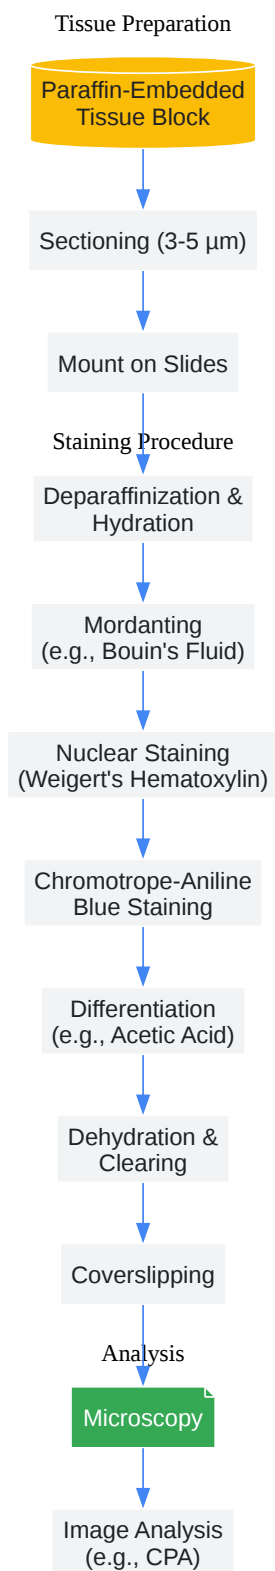 Tissue Preparation
Paraffin-Embedded
Tissue Block
Sectioning (3-5 µm)
Mount on Slides
Staining Procedure
Deparaffinization &
Hydration
Mordanting
(e.g., Bouin's Fluid)
Nuclear Staining
(Weigert's Hematoxylin)
Chromotrope-Aniline
Blue Staining
Differentiation
(e.g., Acetic Acid)
Dehydration &
Clearing
Coverslipping
Analysis
Microscopy
Image Analysis
(e.g., CPA)